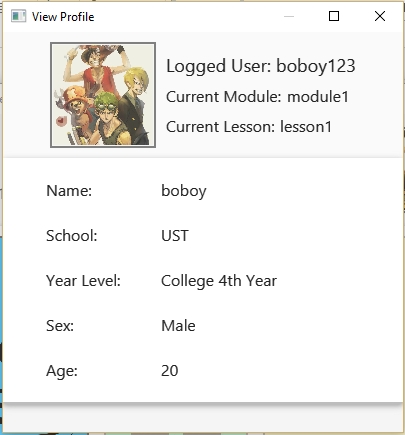 View Profile
Logged User: boboy123
Current Module: module1
Current Lesson: lesson1
Name: boboy
School: UST
Year Level: College 4th Year
Sex: Male
Age: 20